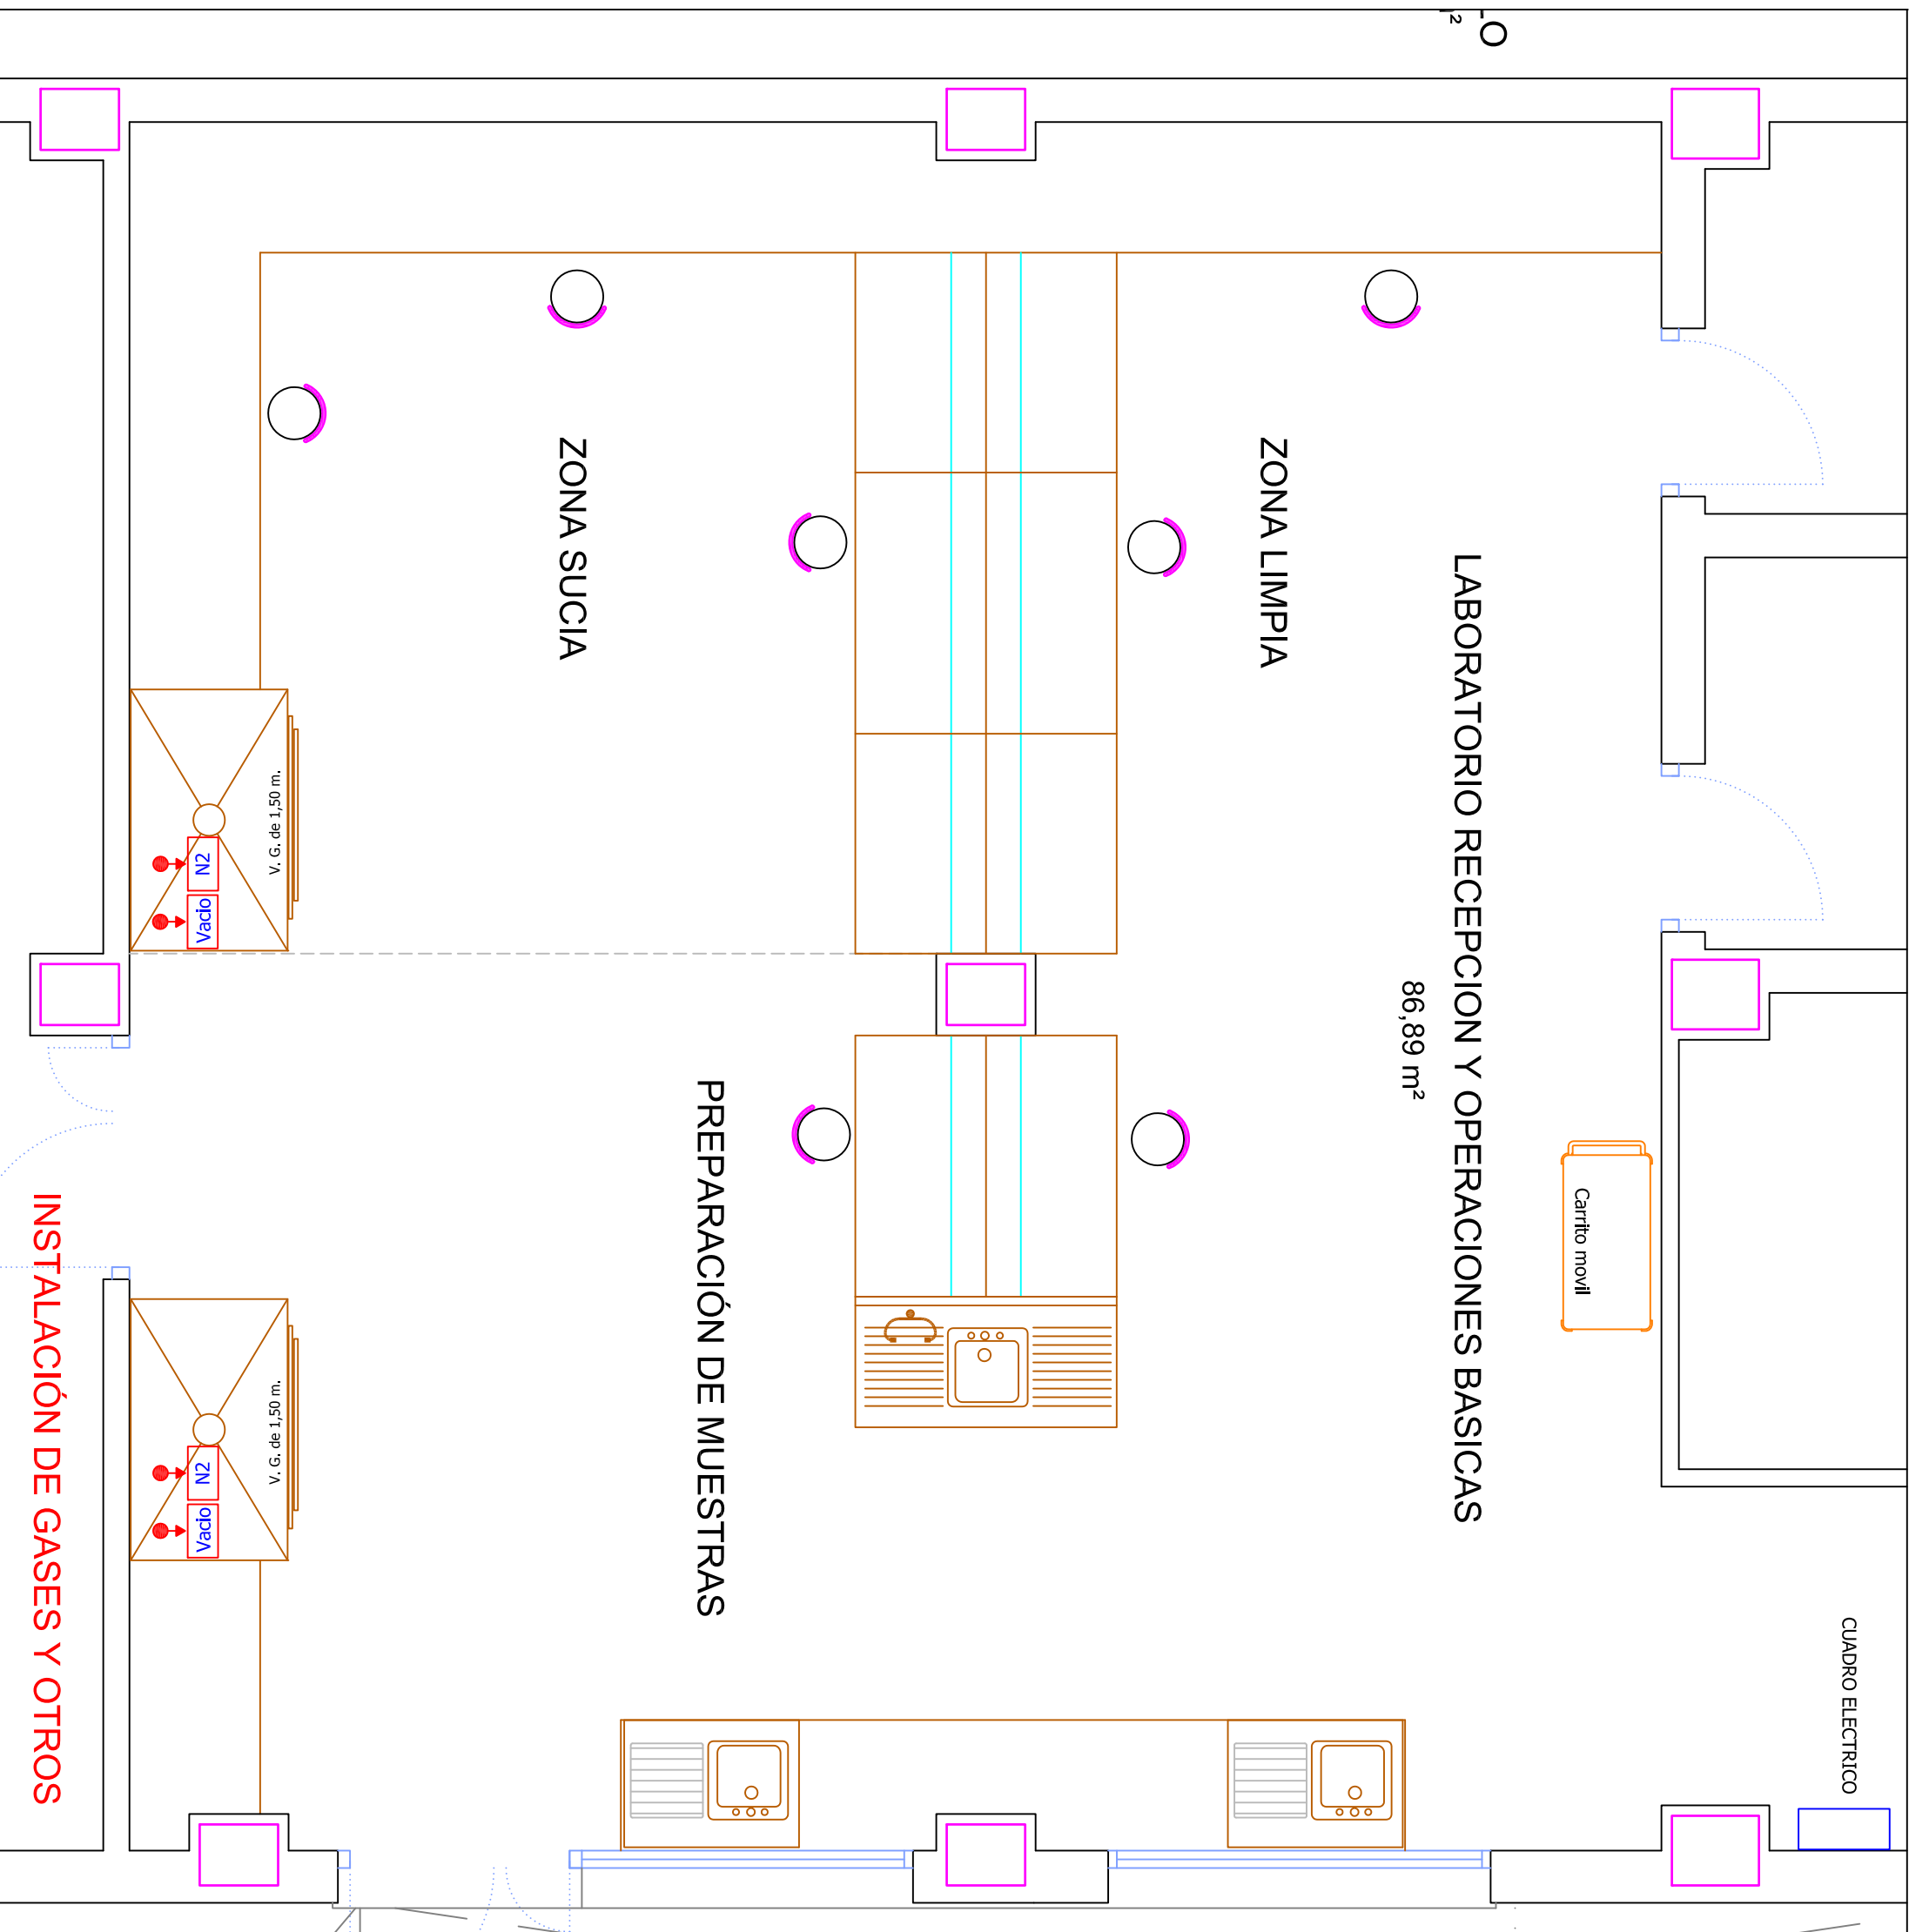 ZONA SUCIA
ZONA LIMPIA
LABORATORIO RECEPCION Y OPERACIONES BASICAS
86,89 m²
PREPARACIÓN DE MUESTRAS
V. G. de 1,50 m.
N2
Vacio
V. G. de 1,50 m.
N2
Vacio
Carrito movil
CUADRO ELECTRICO
INSTALACIÓN DE GASES Y OTROS